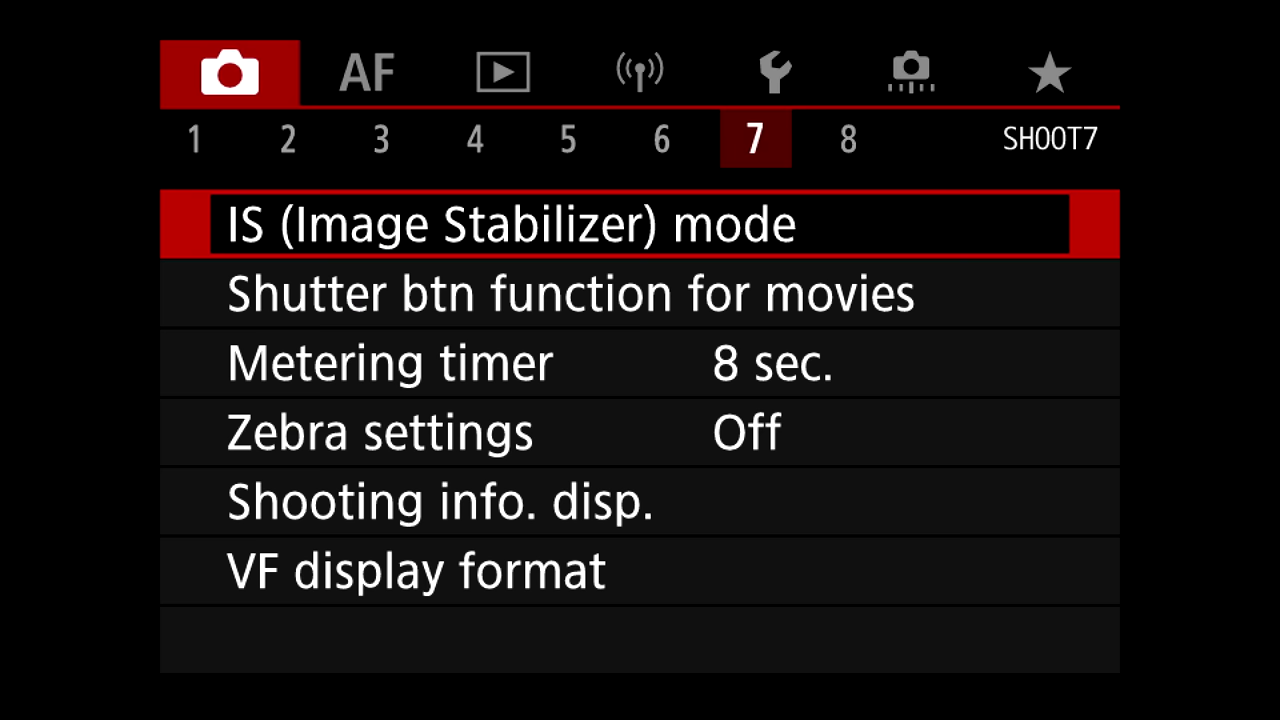 AF
1 2 3 4 5 6 7 8 SHOOT7
IS (Image Stabilizer) mode
Shutter btn function for movies
Metering timer 8 sec.
Zebra settings Off
Shooting info. disp.
VF display format